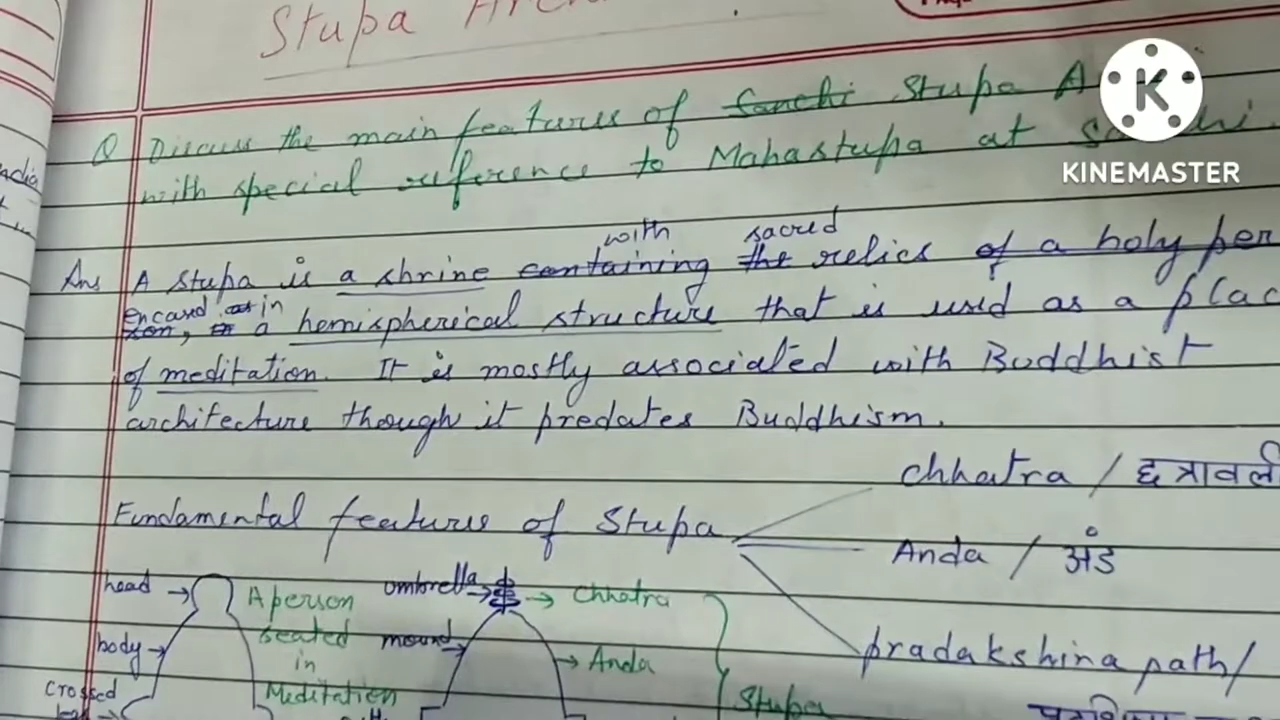 Stupa
Q Discuss the main features of Sanchi Stupa
with special reference to Mahastupa at
with sacred
Ans A Stupa is a shrine containing the relics of a holy per
encased as in
son, a hemispherical structure that is used as a plac
of meditation. It is mostly associated with Buddhist
architecture though it predates Buddhism.
Chhatra / छत्रावली
Fundamental features of Stupa
Anda / अंड
head A person umbrella Chhatra
seated
body in mound Anda
pradakshina path/
crossed Meditation Stupa
K
KINEMASTER